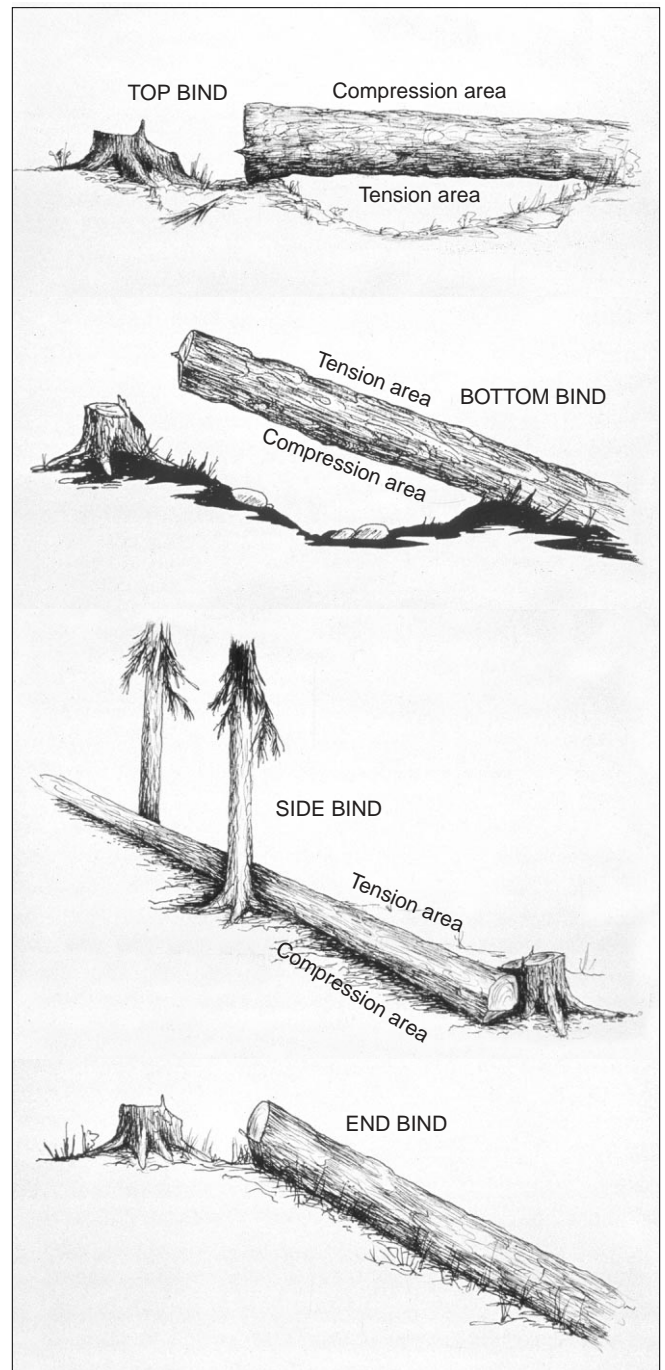 TOP BIND
Compression area
Tension area
Tension area
BOTTOM BIND
Compression area
SIDE BIND
Tension area
Compression area
END BIND